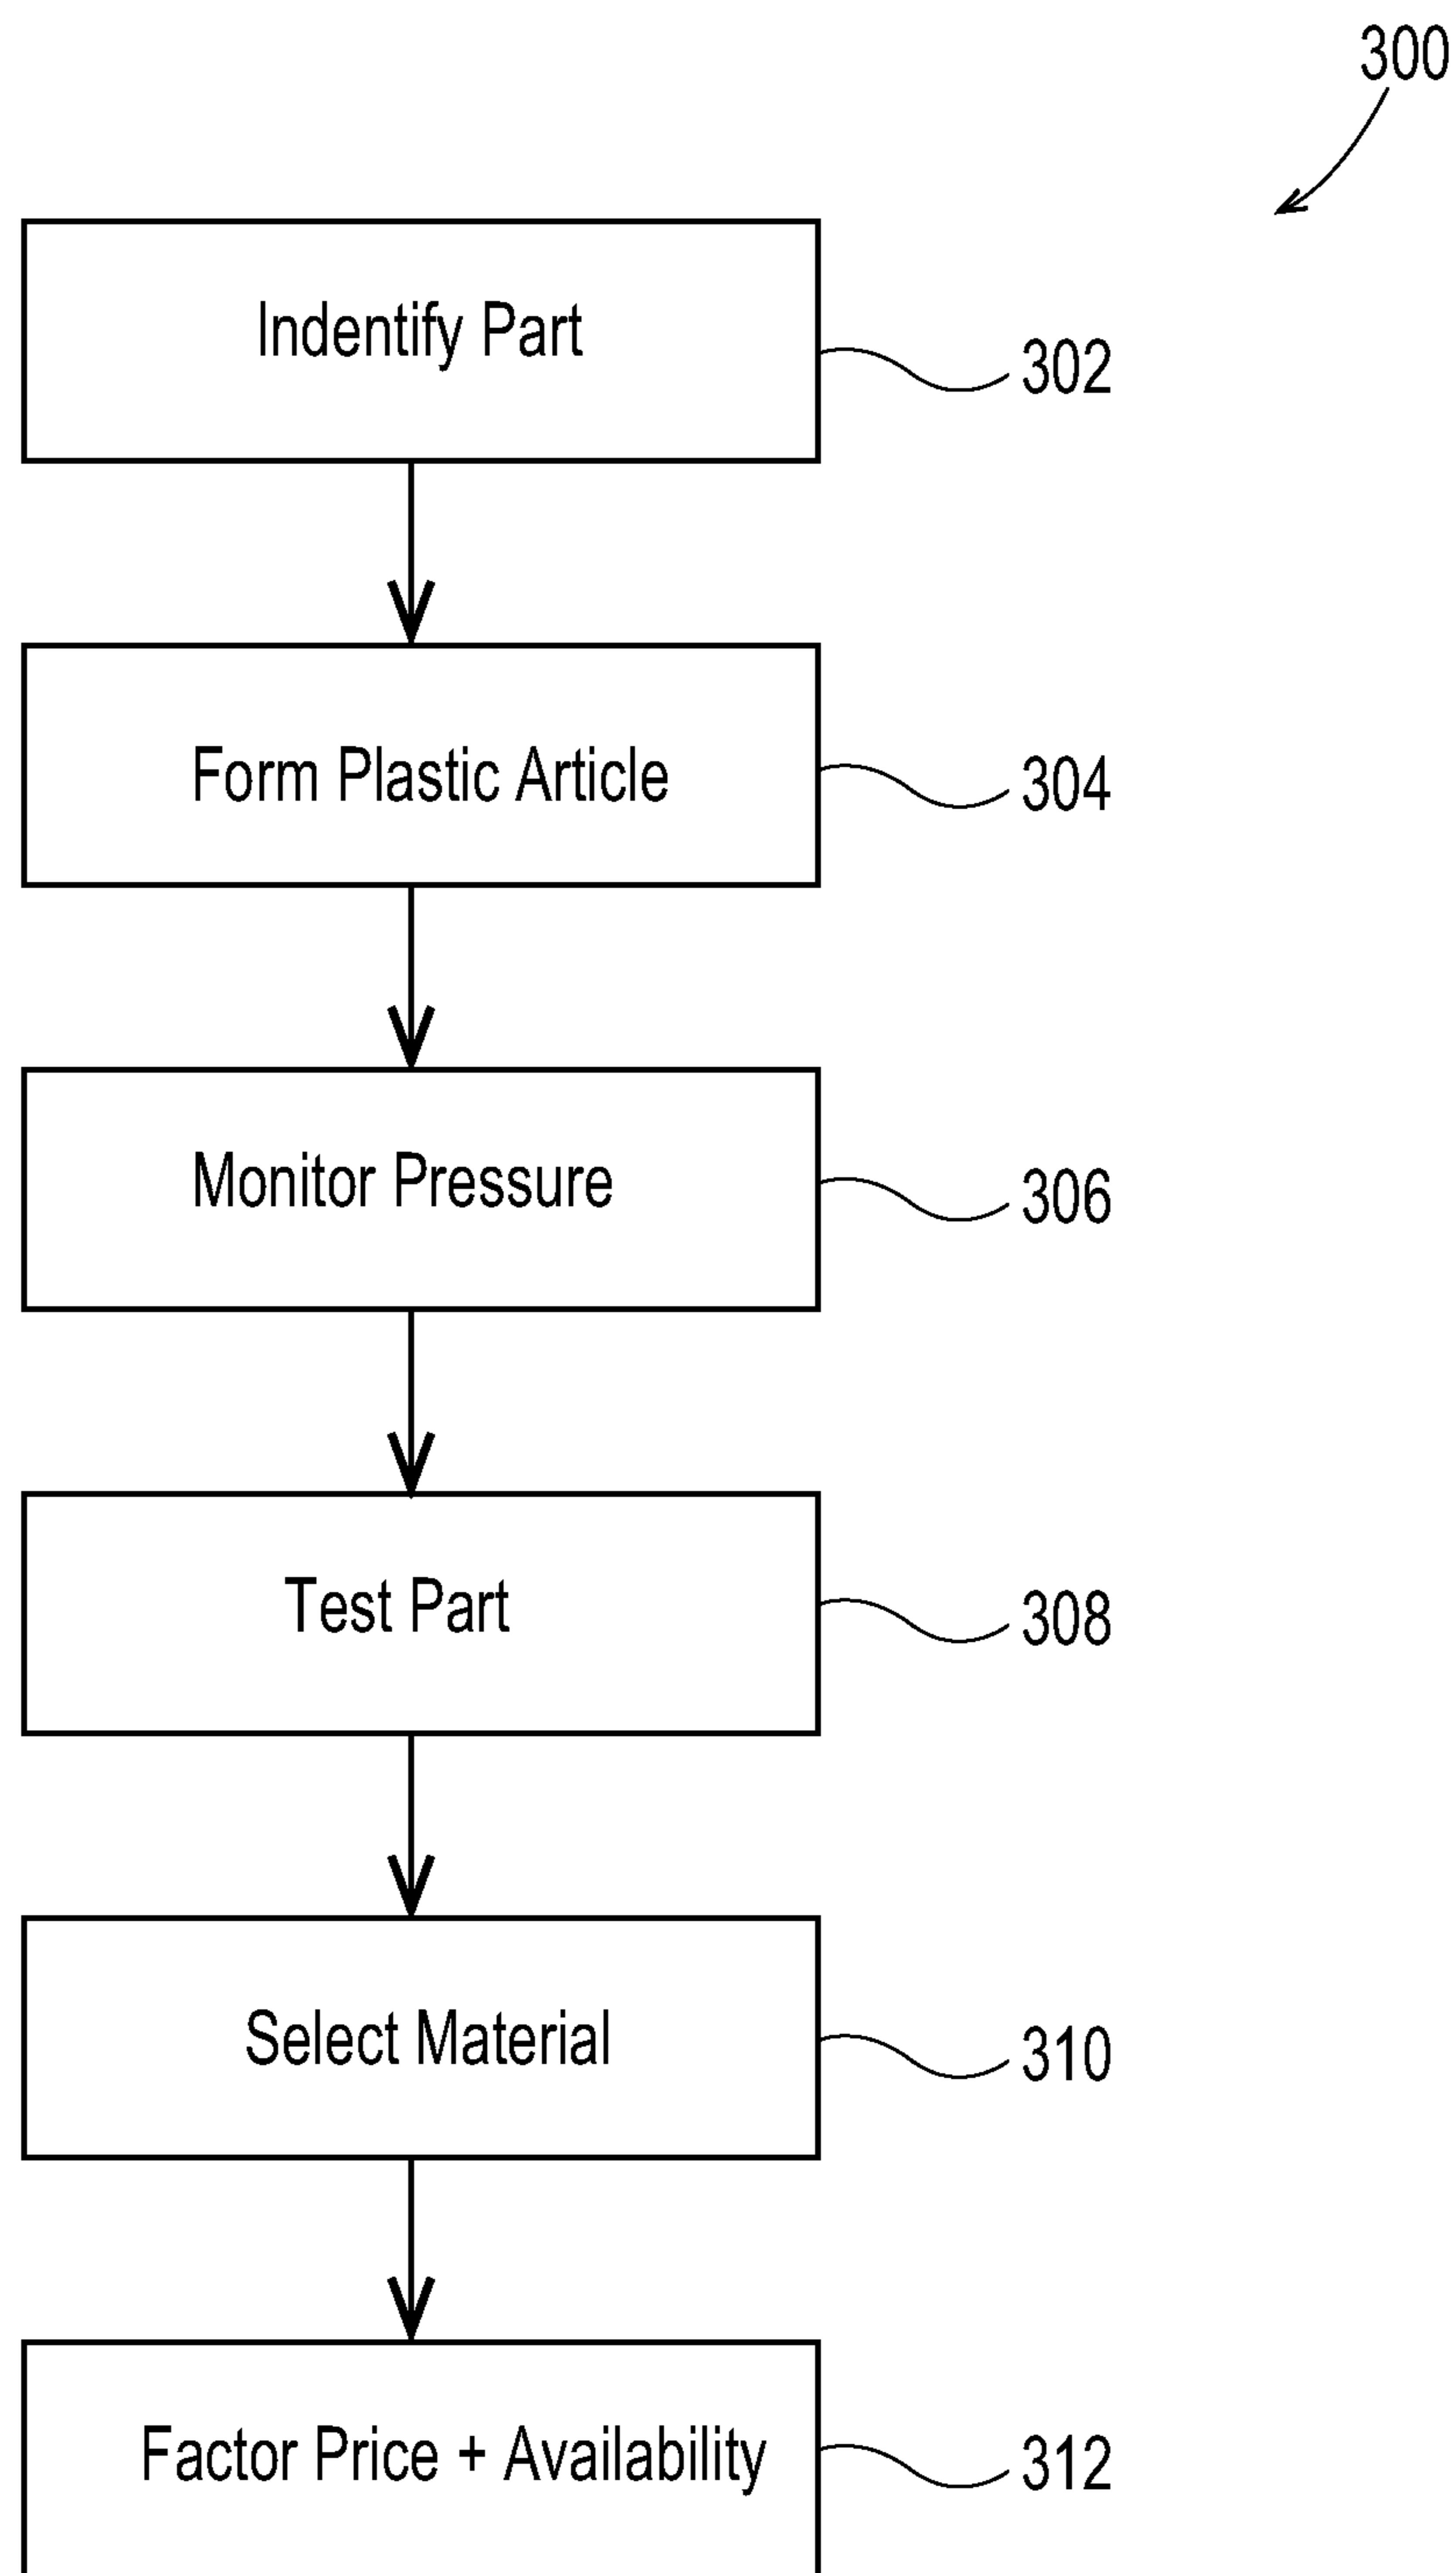 300
Indentify Part
302
Form Plastic Article
304
Monitor Pressure
306
Test Part
308
Select Material
310
Factor Price + Availability
312